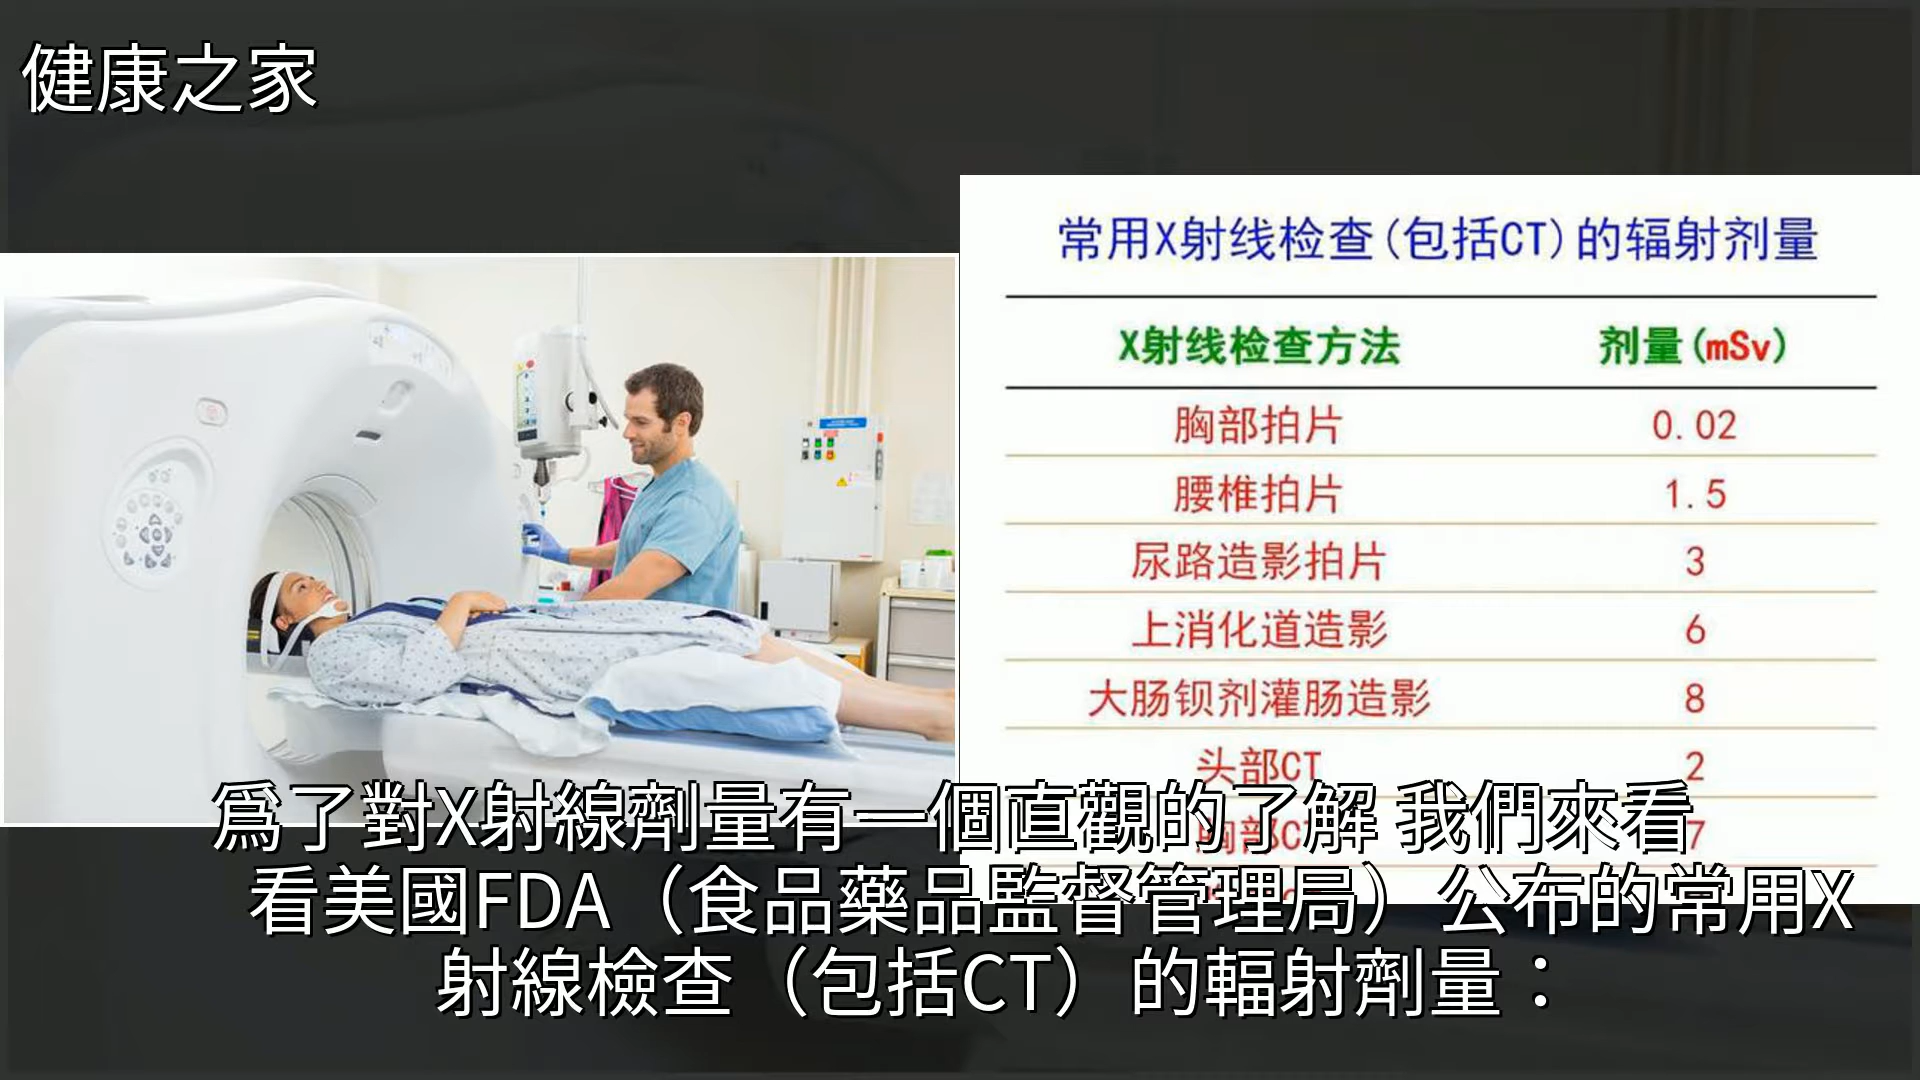 健康之家
常用X射线检查(包括CT)的辐射剂量
X射线检查方法 剂量(mSv)
胸部拍片 0.02
腰椎拍片 1.5
尿路造影拍片 3
上消化道造影 6
大肠钡剂灌肠造影 8
头部CT 2
胸部CT 7
爲了對X射線劑量有一個直觀的了解 我們來看
看美國FDA（食品藥品監督管理局）公布的常用X
射線檢查（包括CT）的輻射劑量：